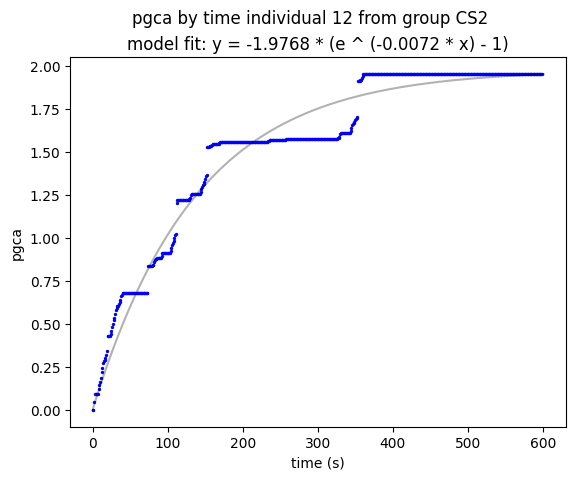 pgca by time individual 12 from group CS2
model fit: y = -1.9768 * (e ^ (-0.0072 * x) - 1)
2.00
1.75
1.50
1.25
1.00
0.75
0.50
0.25
0.00
pgca
0 100 200 300 400 500 600
time (s)